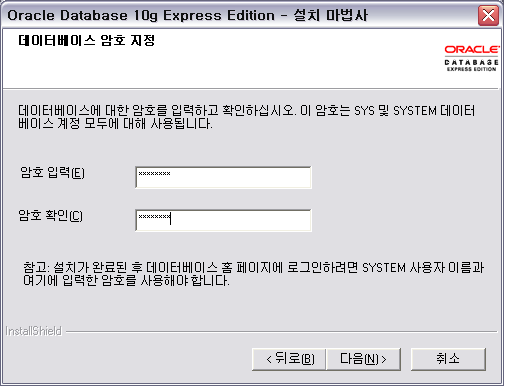 Oracle Database 10g Express Edition - 설치 마법사
데이터베이스 암호 지정
ORACLE
DATABASE
EXPRESS EDITION
데이터베이스에 대한 암호를 입력하고 확인하십시오. 이 암호는 SYS 및 SYSTEM 데이터
베이스 계정 모두에 대해 사용됩니다.
암호 입력(E) ********
암호 확인(C) ********
참고: 설치가 완료된 후 데이터베이스 홈 페이지에 로그인하려면 SYSTEM 사용자 이름과
여기에 입력한 암호를 사용해야 합니다.
InstallShield
< 뒤로(B) 다음(N) > 취소